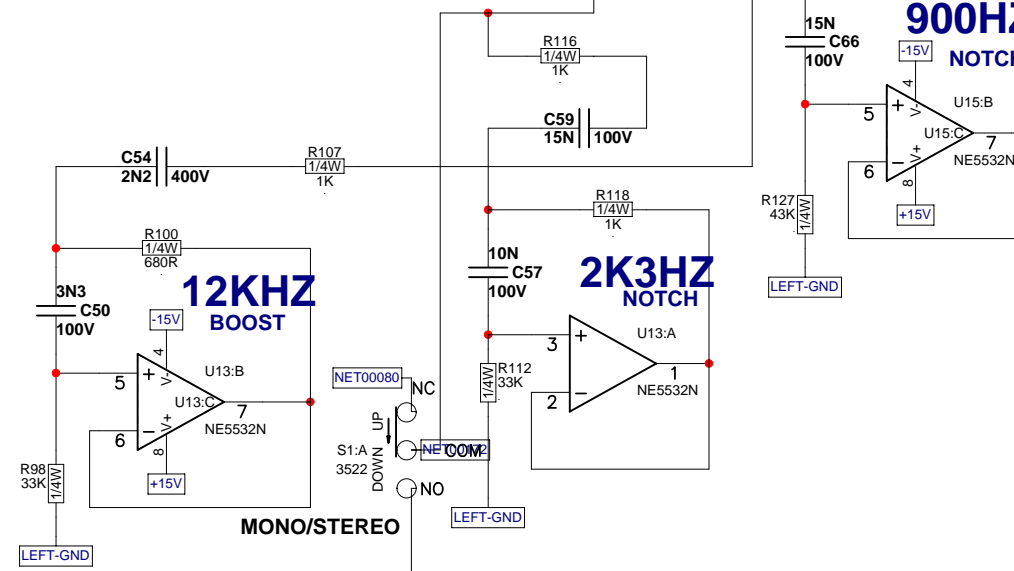 900HZ
NOTCH
15N
C66
100V
-15V
4
V-
5
+
U15:B
U15:C
7
NE5532N
6
−
V+
8
+15V
R127
43K
1/4W
LEFT-GND
R116
1/4W
1K
C59
15N
100V
C54
2N2
400V
R107
1/4W
1K
R118
1/4W
1K
R100
1/4W
680R
10N
C57
100V
2K3HZ
NOTCH
12KHZ
BOOST
3N3
C50
100V
-15V
4
V-
5
+
U13:B
U13:C
7
NE5532N
6
−
V+
8
+15V
R98
33K
1/4W
LEFT-GND
3
+
U13:A
1
NE5532N
2
−
R112
33K
1/4W
LEFT-GND
NET00080
NC
UP
S1:A
3522
DOWN
COM
NO
MONO/STEREO